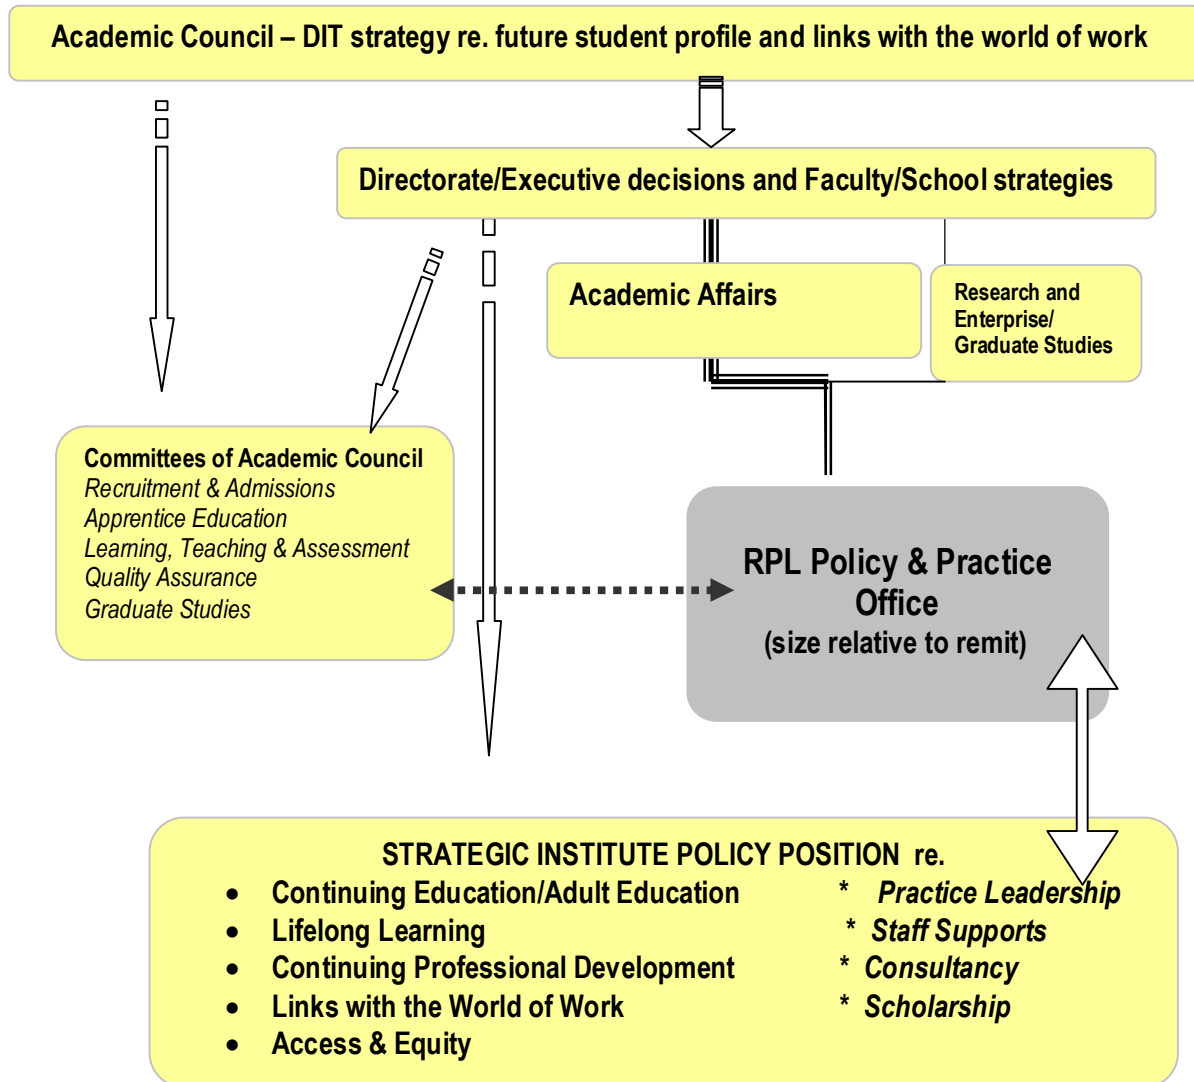 Academic Council – DIT strategy re. future student profile and links with the world of work
Directorate/Executive decisions and Faculty/School strategies
Academic Affairs
Research and
Enterprise/
Graduate Studies
Committees of Academic Council
Recruitment & Admissions
Apprentice Education
Learning, Teaching & Assessment
Quality Assurance
Graduate Studies
RPL Policy & Practice
Office
(size relative to remit)
STRATEGIC INSTITUTE POLICY POSITION re.
• Continuing Education/Adult Education * Practice Leadership
• Lifelong Learning * Staff Supports
• Continuing Professional Development * Consultancy
• Links with the World of Work * Scholarship
• Access & Equity